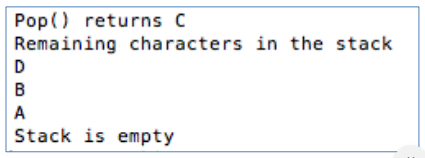 Pop() returns C
Remaining characters in the stack
D
B
A
Stack is empty